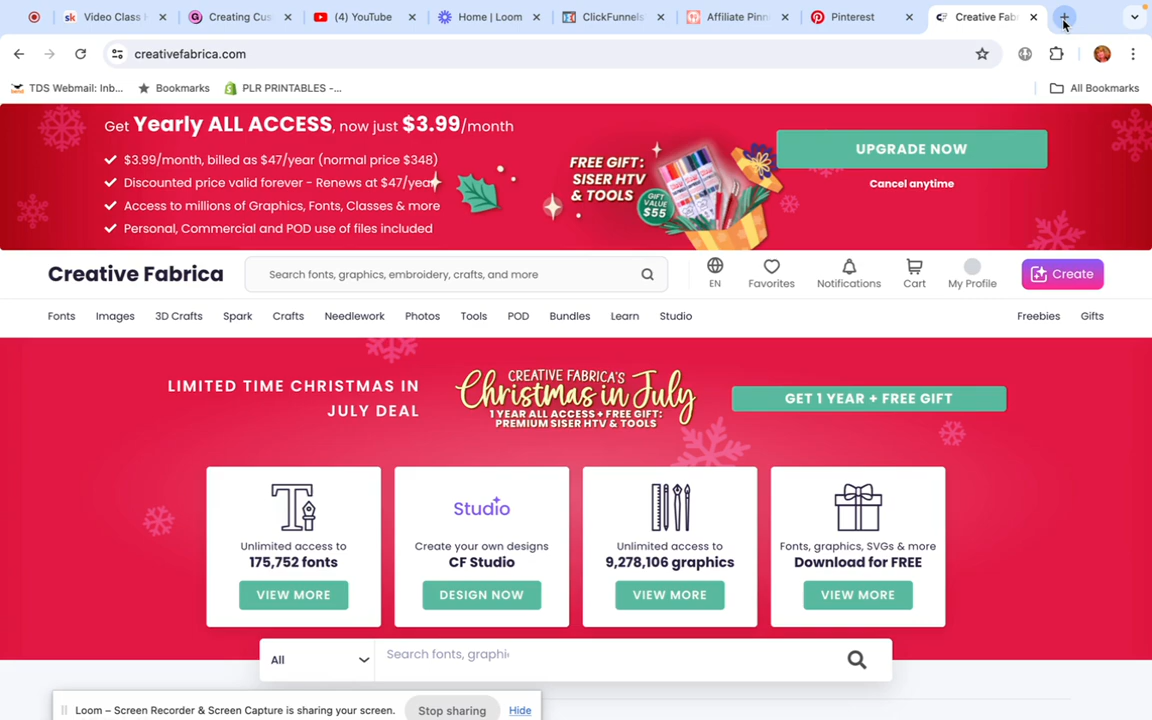 Video Class
Creating Cus
(4) YouTube
Home | Loom
ClickFunnels
Affiliate Pinn
Pinterest
Creative Fab
creativefabrica.com
TDS Webmail: Inb...
Bookmarks
PLR PRINTABLES -...
All Bookmarks
Get Yearly ALL ACCESS, now just $3.99/month
$3.99/month, billed as $47/year (normal price $348)
Discounted price valid forever - Renews at $47/year
Access to millions of Graphics, Fonts, Classes & more
Personal, Commercial and POD use of files included
FREE GIFT:
SISER HTV
& TOOLS
GIFT
VALUE
$55
UPGRADE NOW
Cancel anytime
Creative Fabrica
Search fonts, graphics, embroidery, crafts, and more
EN
Favorites
Notifications
Cart
My Profile
Create
Fonts
Images
3D Crafts
Spark
Crafts
Needlework
Photos
Tools
POD
Bundles
Learn
Studio
Freebies
Gifts
LIMITED TIME CHRISTMAS IN
JULY DEAL
CREATIVE FABRICA'S
Christmas in July
1 YEAR ALL ACCESS + FREE GIFT:
PREMIUM SISER HTV & TOOLS
GET 1 YEAR + FREE GIFT
Unlimited access to
175,752 fonts
VIEW MORE
Studio
Create your own designs
CF Studio
DESIGN NOW
Unlimited access to
9,278,106 graphics
VIEW MORE
Fonts, graphics, SVGs & more
Download for FREE
VIEW MORE
All
Search fonts, graphi
Loom – Screen Recorder & Screen Capture is sharing your screen.
Stop sharing
Hide